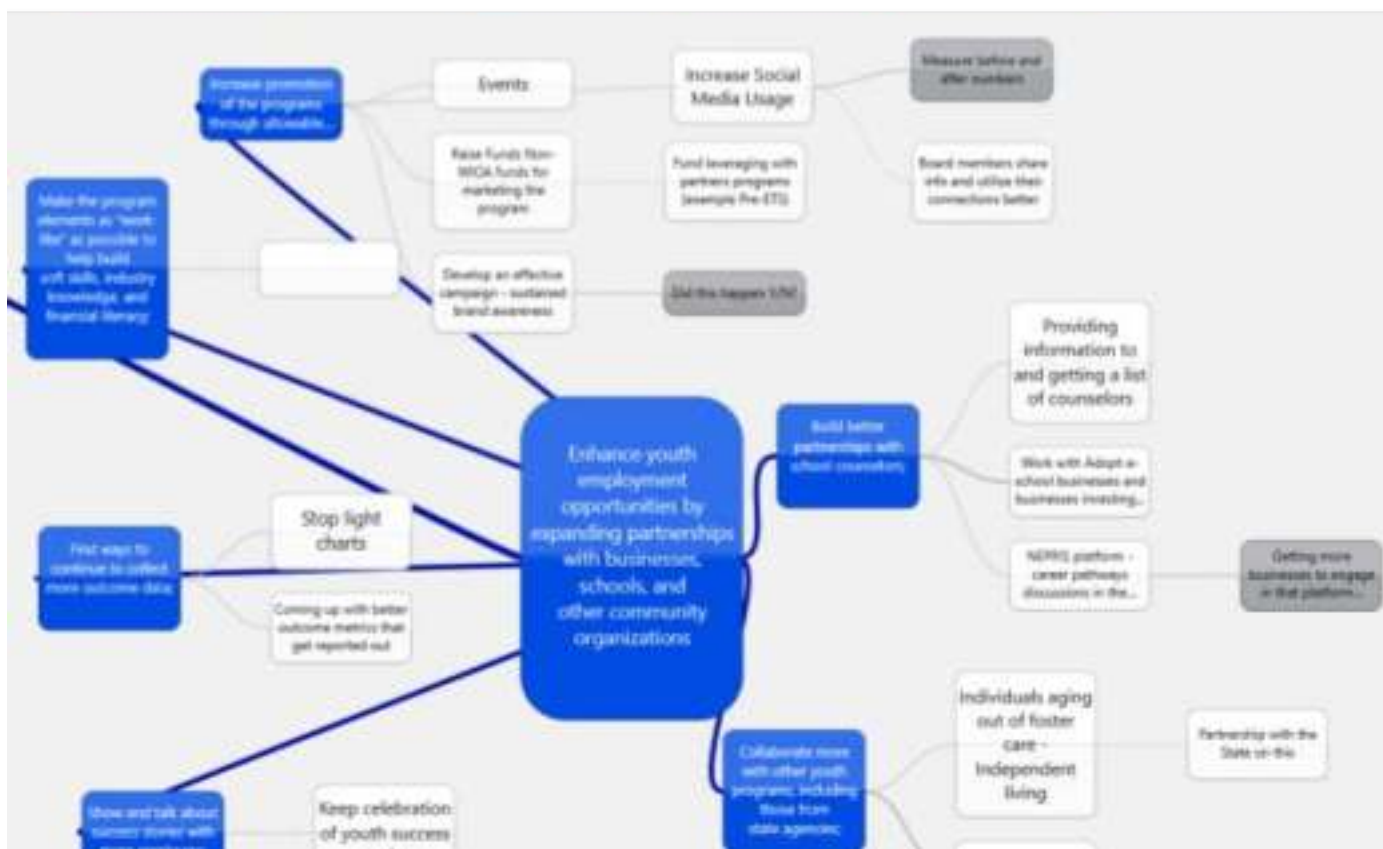 Increase promotion
of the programs
through allowable...
Events
Increase Social
Media Usage
Measure before and
after numbers
Raise Funds Non-
WIOA funds for
marketing the
program
Fund leveraging with
partners programs
(example Pre-ETS)
Board members share
info and utilize their
connections better
Develop an effective
campaign - sustained
brand awareness
Did this happen Y/N?
Make the program
elements as "work-
like" as possible to
help build
soft skills, industry
knowledge, and
financial literacy;
Enhance youth
employment
opportunities by
expanding partnerships
with businesses,
schools, and
other community
organizations
Build better
partnerships with
school counselors;
Providing
information to
and getting a list
of counselors
Work with Adopt-a-
school businesses and
businesses investing...
NEPRIS platform -
career pathways
discussions in the...
Getting more
businesses to engage
in that platform...
Find ways to
continue to collect
more outcome data;
Stop light
charts
Coming up with better
outcome metrics that
get reported out
Collaborate more
with other youth
programs, including
those from
state agencies;
Individuals aging
out of foster
care -
Independent
living
Partnership with the
State on this
Show and talk about
success stories with
Keep celebration
of youth success